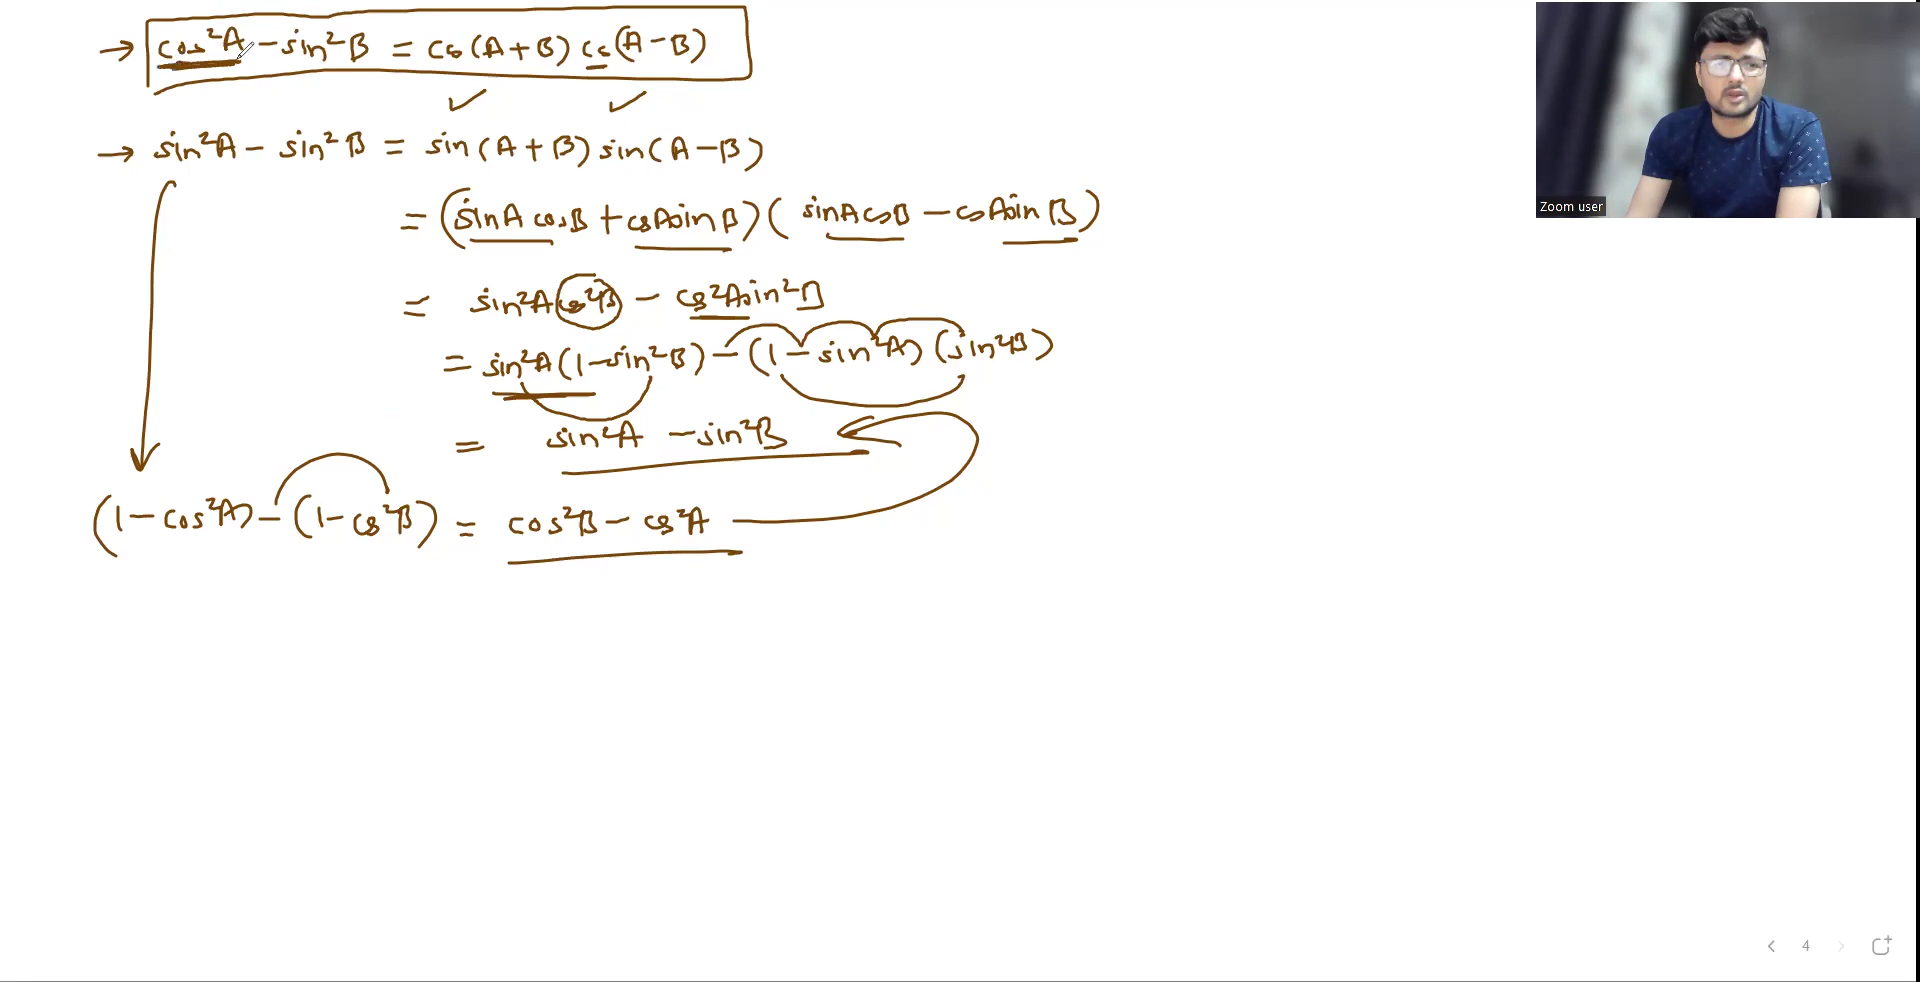 → cos²A - sin²B = cos(A+B) cos(A-B)
→ sin²A - sin²B = sin(A+B) sin(A-B)
= (sinA cosB + cosA sinB)(sinA cosB - cosA sinB)
= sin²A cos²B - cos²A sin²B
= sin²A(1-sin²B) - (1-sin²A)(sin²B)
= sin²A - sin²B
(1-cos²A) - (1-cos²B) = cos²B - cos²A
Zoom user
4